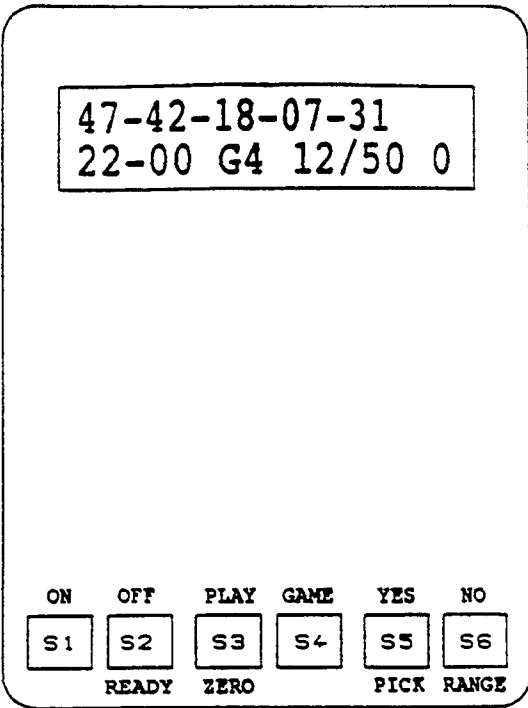 47-42-18-07-31
22-00 G4 12/50 0
ON OFF PLAY GAME YES NO
S1 S2 S3 S4 S5 S6
READY ZERO PICK RANGE